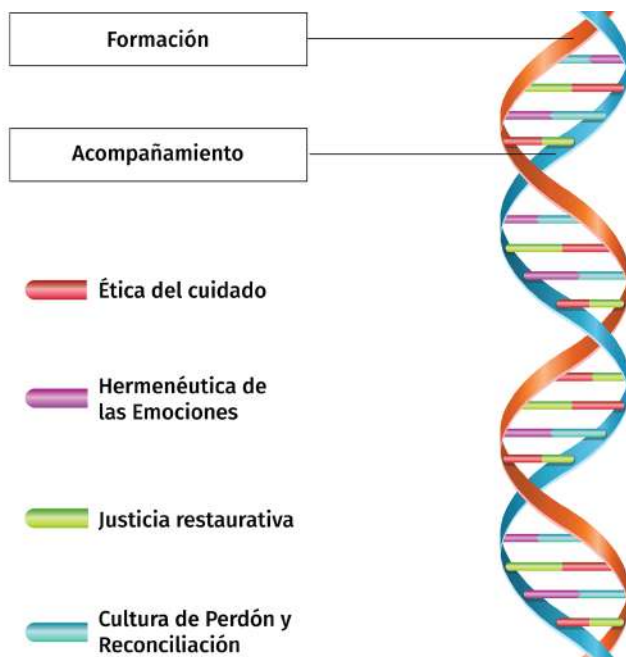 Formación
Acompañamiento
Ética del cuidado
Hermenéutica de
las Emociones
Justicia restaurativa
Cultura de Perdón y
Reconciliación